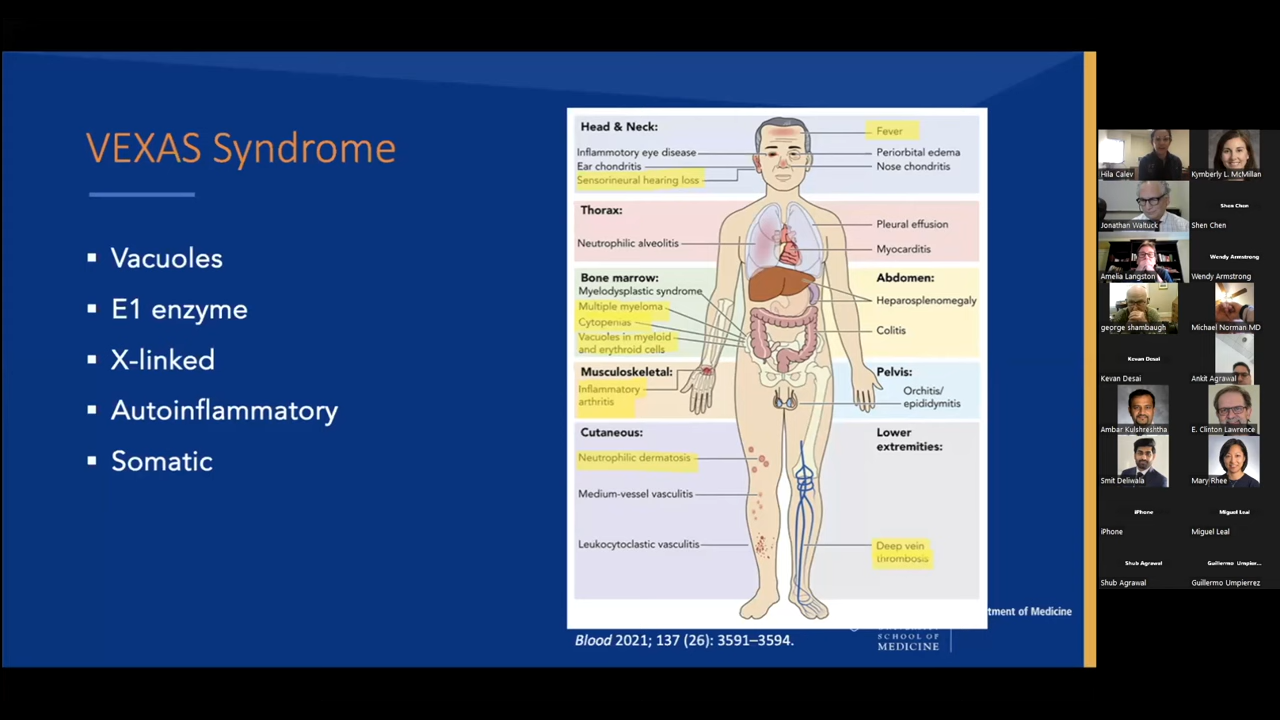 VEXAS Syndrome
▪ Vacuoles
▪ E1 enzyme
▪ X-linked
▪ Autoinflammatory
▪ Somatic
Head & Neck:
Inflammotory eye disease
Ear chondritis
Sensorineural hearing loss
Fever
Periorbital edema
Nose chondritis
Thorax:
Neutrophilic alveolitis
Pleural effusion
Myocarditis
Bone marrow:
Myelodysplastic syndrome
Multiple myeloma
Cytopenias
Vacuoles in myeloid
and erythroid cells
Abdomen:
Heparosplenomegaly
Colitis
Musculoskeletal:
Inflammatory
arthritis
Pelvis:
Orchitis/
epididymitis
Cutaneous:
Neutrophilic dermatosis
Medium-vessel vasculitis
Leukocytoclastic vasculitis
Lower
extremities:
Deep vein
thrombosis
Blood 2021; 137 (26): 3591–3594.
tment of Medicine
SCHOOL OF
MEDICINE
Hila Calev
Kymberly L. McMillan
Jonathan Waltuck
Shen Chen
Shen Chen
Amelia Langston
Wendy Armstrong
Wendy Armstrong
george shambaugh
Michael Norman MD
Kevan Desai
Kevan Desai
Ankit Agrawal
Ambar Kulshreshtha
E. Clinton Lawrence
Smit Deliwala
Mary Rhee
iPhone
iPhone
Miguel Leal
Miguel Leal
Shub Agrawal
Shub Agrawal
Guillermo Umpier...
Guillermo Umpierrez